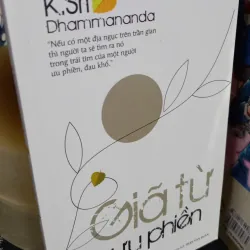 K.Sri
Dhammananda
"Nếu có một địa ngục trên trần gian
thì người ta sẽ tìm ra nó
trong trái tim của một người
ưu phiền, đau khổ."
Giã từ
ưu phiền